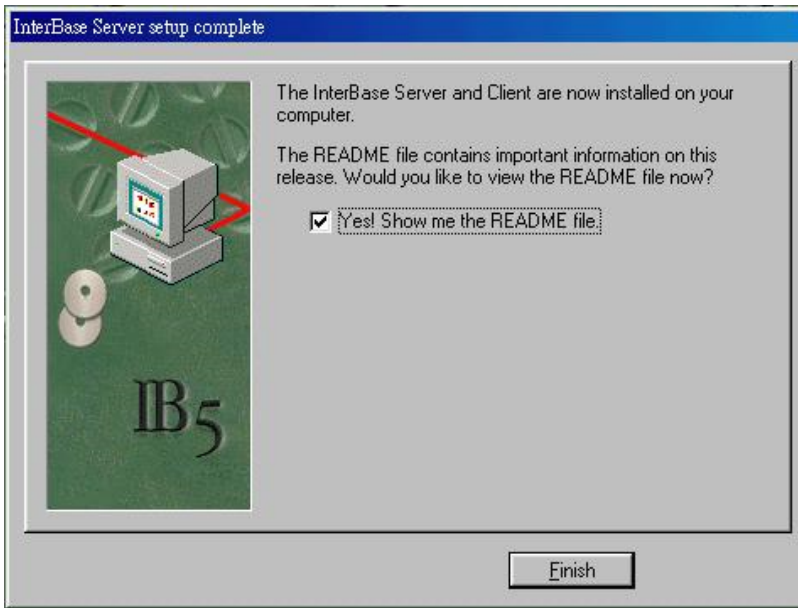 InterBase Server setup complete
The InterBase Server and Client are now installed on your
computer.
The README file contains important information on this
release. Would you like to view the README file now?
Yes! Show me the README file.
IB5
Finish